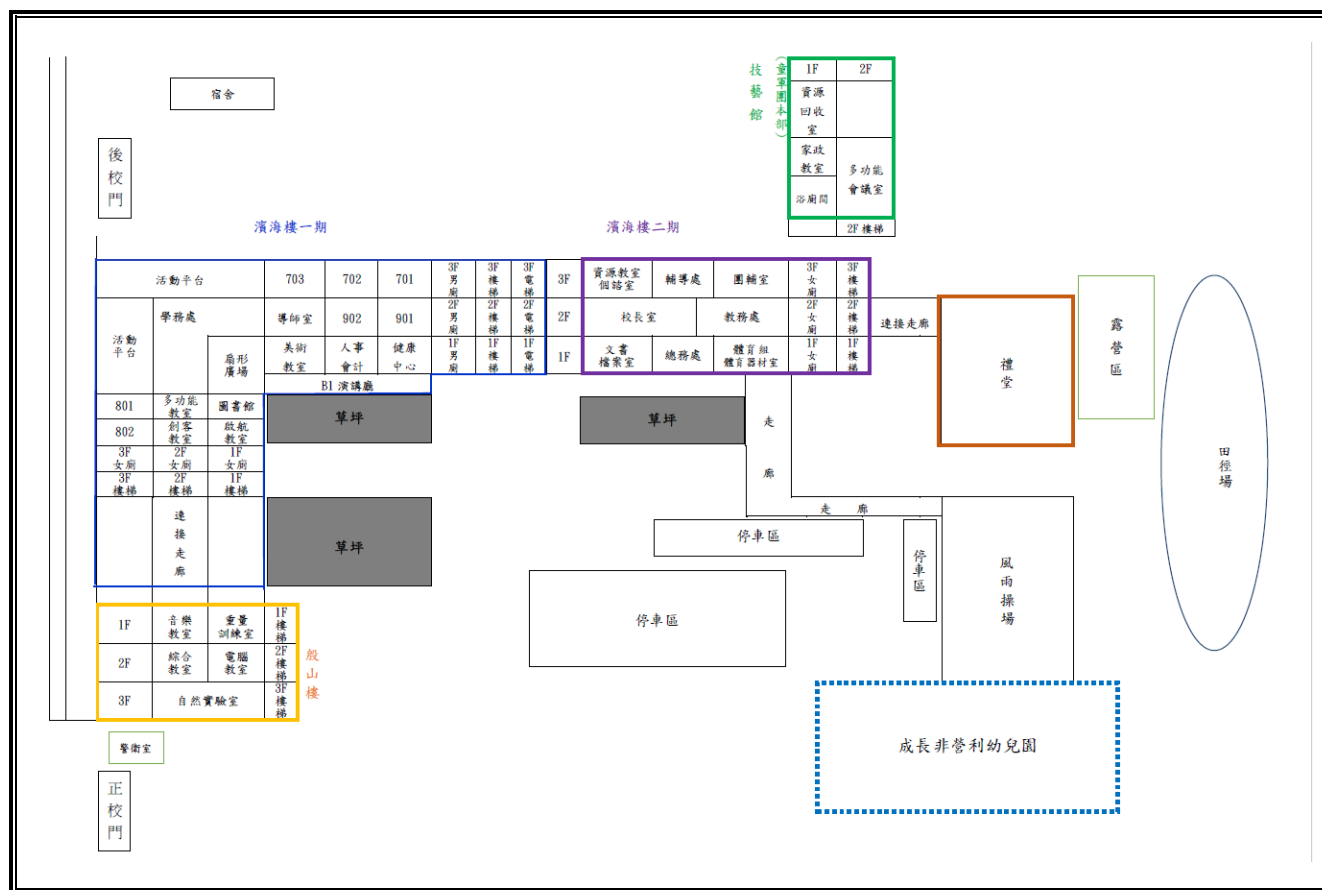 宿舍
後校門
技藝館
(童軍團本部)
1F 2F
資源
回收
室
家政
教室
多功能
會議室
浴廁間
2F樓梯
濱海樓一期
濱海樓二期
活動平台 703 702 701 3F男廁 3F樓梯 3F電梯 3F
資源教室
個諮室
輔導處 團輔室 3F女廁 3F樓梯
學務處 導師室 902 901 2F男廁 2F樓梯 2F電梯 2F 校長室 教務處 2F女廁 2F樓梯 連接走廊
活動
平台
扇形
廣場
美術
教室
人事
會計
健康
中心
1F男廁 1F樓梯 1F電梯 1F
文書
檔案室
總務處
體育組
體育器材室
1F女廁 1F樓梯
B1 演講廳
禮堂
露營區
田徑場
801
多功能
教室
圖書館
802
創客
教室
啟航
教室
3F
女廁
2F
女廁
1F
女廁
3F
樓梯
2F
樓梯
1F
樓梯
連接走廊
草坪
草坪
草坪
走廊
走廊
停車區
停車區
停車區
風雨操場
1F
音樂
教室
重量
訓練室
1F樓梯
2F
綜合
教室
電腦
教室
2F樓梯
3F 自然實驗室 3F樓梯
殷山樓
警衛室
正校門
成長非營利幼兒園